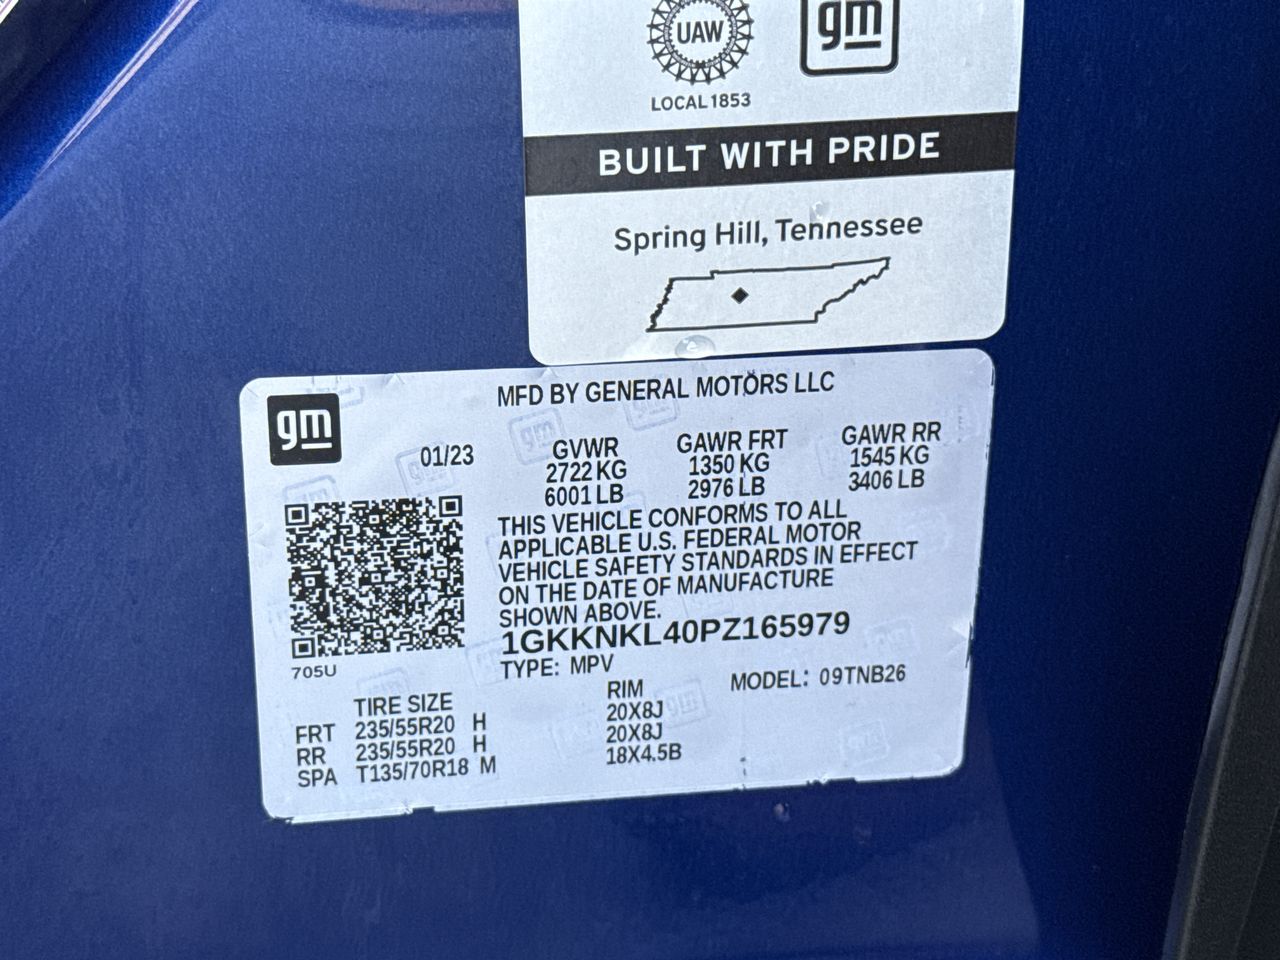 UAW
gm
LOCAL 1853
BUILT WITH PRIDE
Spring Hill, Tennessee
MFD BY GENERAL MOTORS LLC
gm
01/23
GVWR
2722 KG
6001 LB
GAWR FRT
1350 KG
2976 LB
GAWR RR
1545 KG
3406 LB
THIS VEHICLE CONFORMS TO ALL
APPLICABLE U.S. FEDERAL MOTOR
VEHICLE SAFETY STANDARDS IN EFFECT
ON THE DATE OF MANUFACTURE
SHOWN ABOVE.
1GKKNKL40PZ165979
705U
TYPE: MPV
MODEL: 09TNB26
TIRE SIZE RIM
FRT 235/55R20 H 20X8J
RR 235/55R20 H 20X8J
SPA T135/70R18 M 18X4.5B